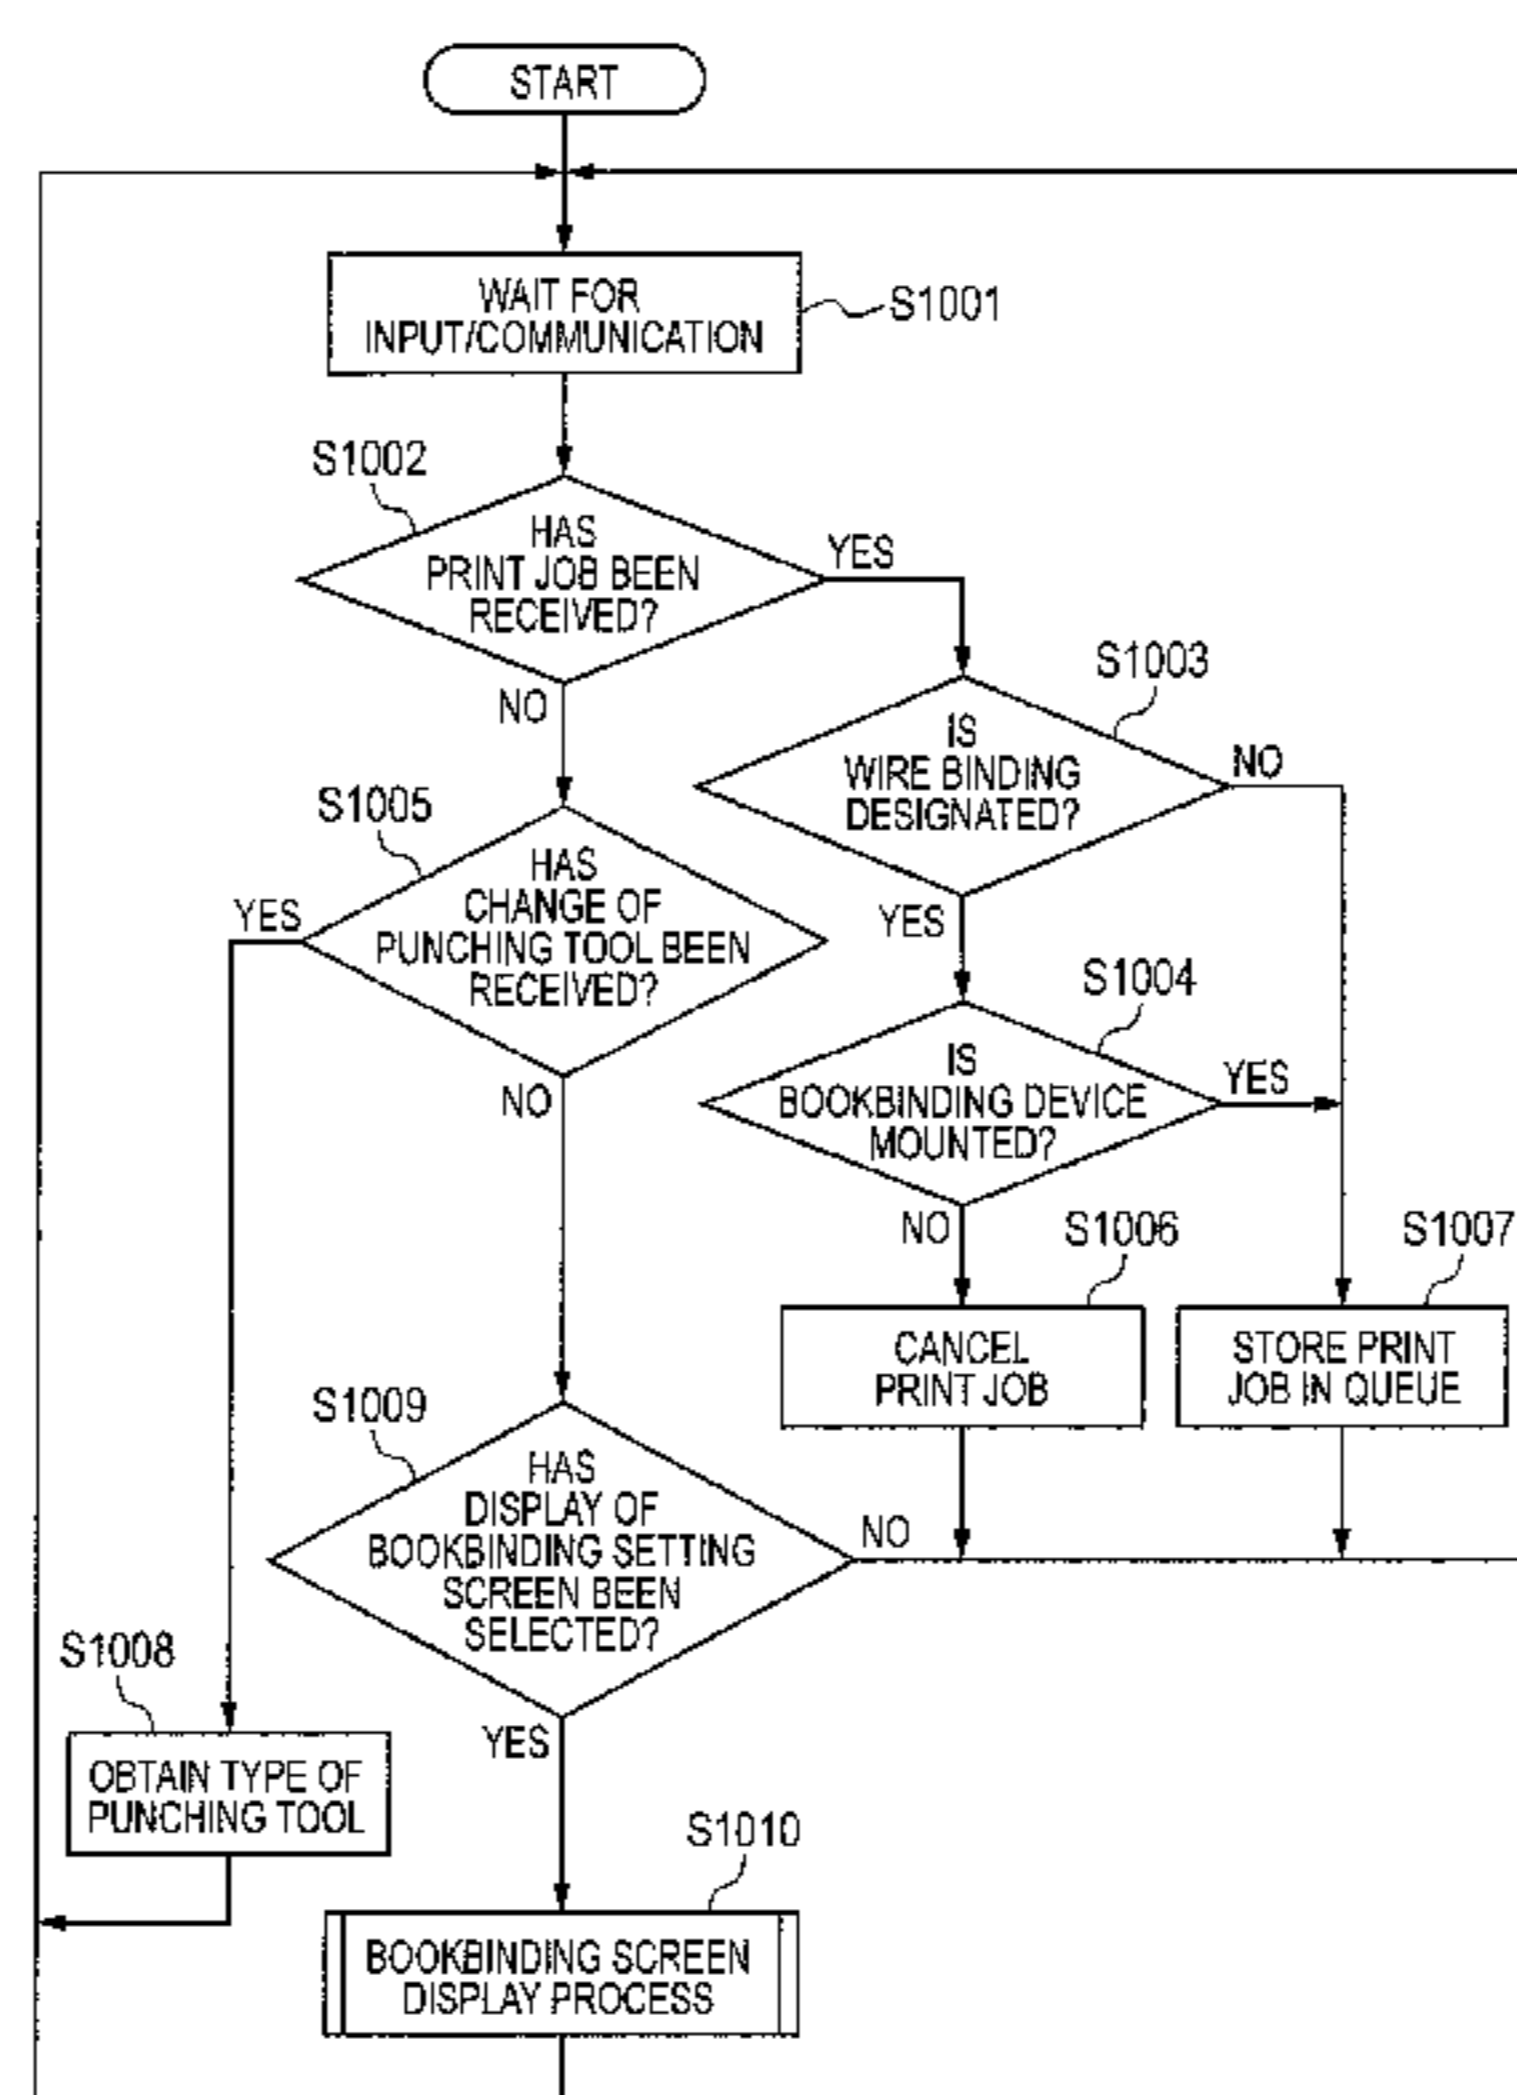 START
WAIT FOR
INPUT/COMMUNICATION
S1001
S1002
HAS
PRINT JOB BEEN
RECEIVED?
YES
NO
S1003
IS
WIRE BINDING
DESIGNATED?
NO
YES
S1005
HAS
CHANGE OF
PUNCHING TOOL BEEN
RECEIVED?
YES
NO
S1004
IS
BOOKBINDING DEVICE
MOUNTED?
YES
NO
S1006
CANCEL
PRINT JOB
S1007
STORE PRINT
JOB IN QUEUE
S1009
HAS
DISPLAY OF
BOOKBINDING SETTING
SCREEN BEEN
SELECTED?
NO
YES
S1008
OBTAIN TYPE OF
PUNCHING TOOL
S1010
BOOKBINDING SCREEN
DISPLAY PROCESS